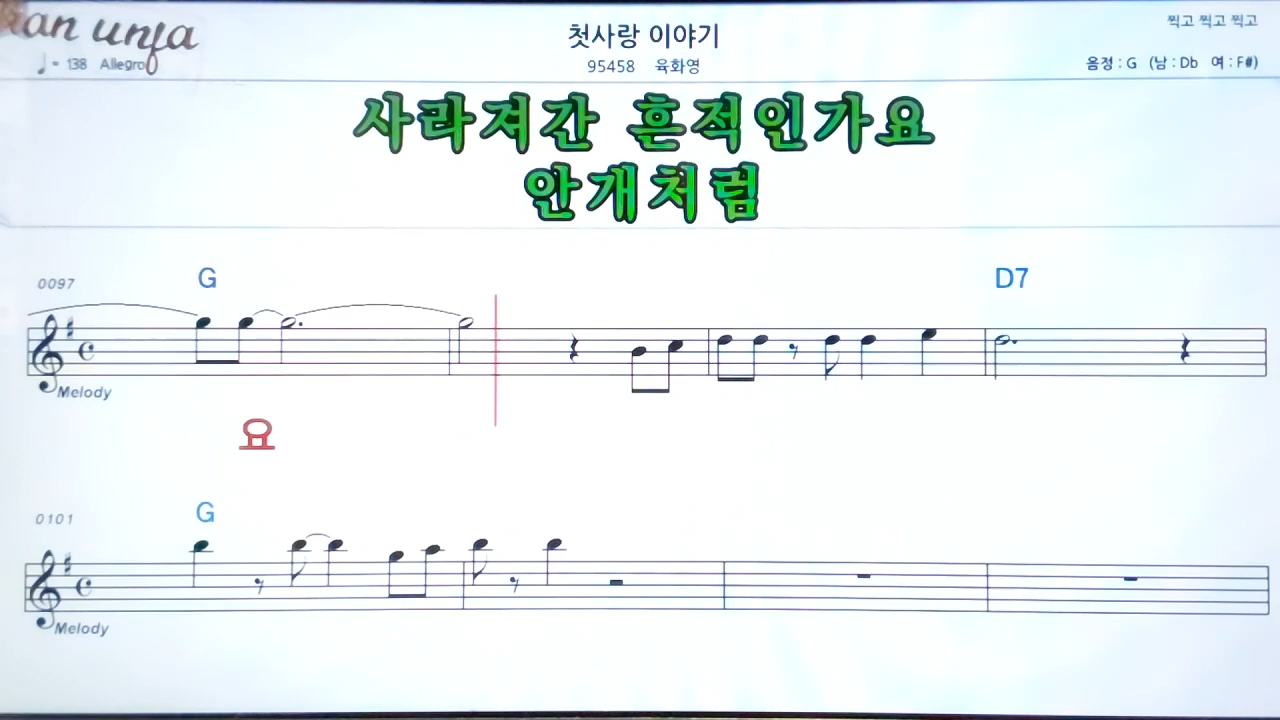 첫사랑 이야기
찍고 찍고 찍고
♩= 138 Allegro
95458 육화영
음정 : G (남 : Db 여 : F#)
사라져간 흔적인가요
안개처럼
0097
G
D7
Melody
요
0101
G
Melody